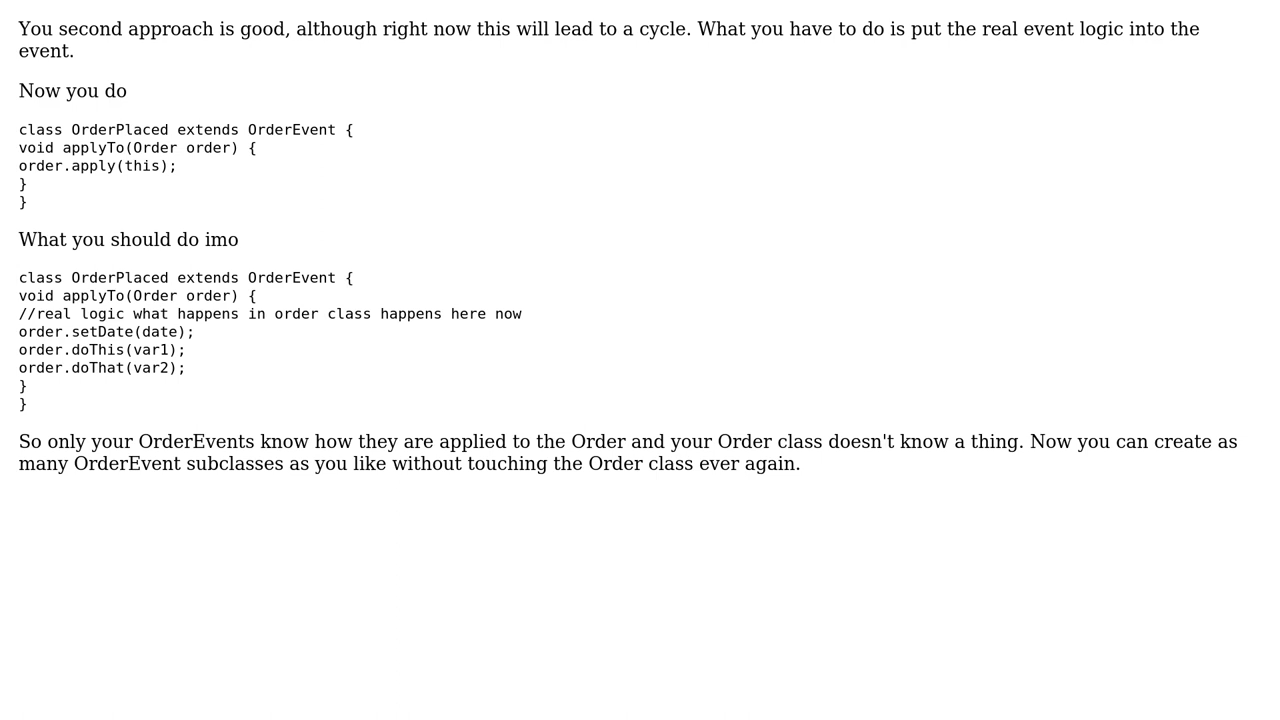 You second approach is good, although right now this will lead to a cycle. What you have to do is put the real event logic into the
event.
Now you do
class OrderPlaced extends OrderEvent {
void applyTo(Order order) {
order.apply(this);
}
}
What you should do imo
class OrderPlaced extends OrderEvent {
void applyTo(Order order) {
//real logic what happens in order class happens here now
order.setDate(date);
order.doThis(var1);
order.doThat(var2);
}
}
So only your OrderEvents know how they are applied to the Order and your Order class doesn't know a thing. Now you can create as
many OrderEvent subclasses as you like without touching the Order class ever again.